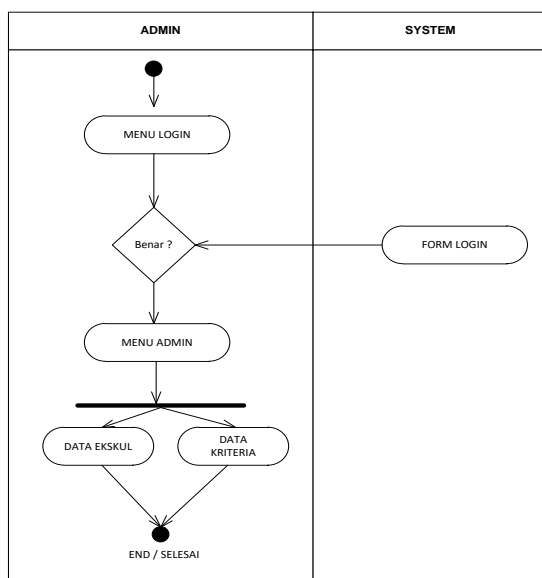 ADMIN
SYSTEM
MENU LOGIN
Benar ?
FORM LOGIN
MENU ADMIN
DATA EKSKUL
DATA
KRITERIA
END / SELESAI